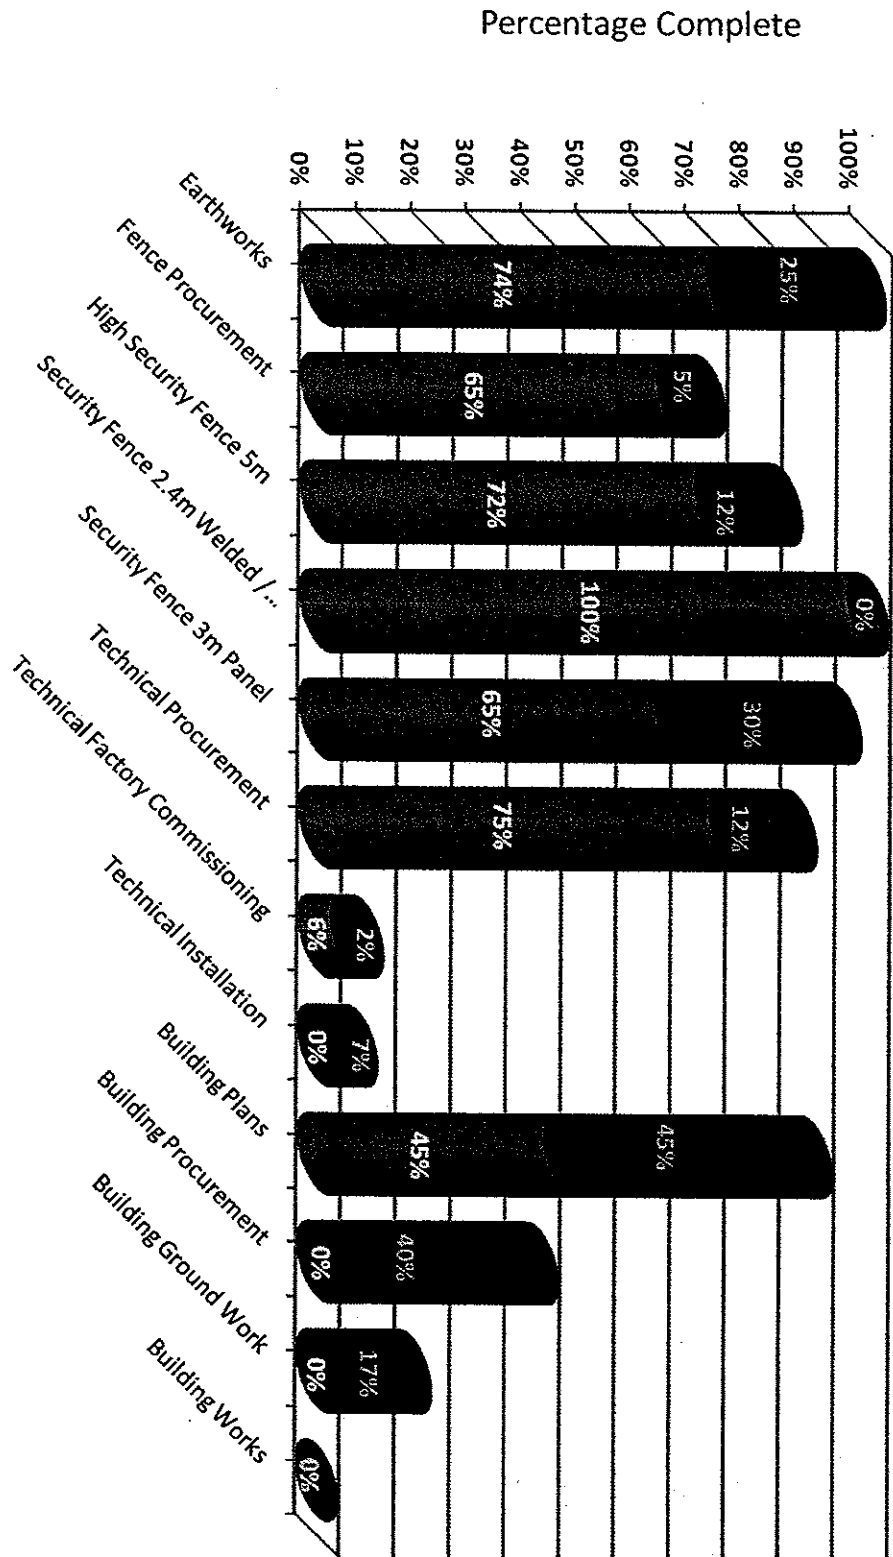 Percentage Complete
100%
90%
80%
70%
60%
50%
40%
30%
20%
10%
0%
25%
74%
5%
65%
12%
72%
0%
100%
30%
65%
12%
75%
2%
6%
7%
0%
45%
45%
40%
0%
17%
0%
0%
Earthworks
Fence Procurement
High Security Fence 5m
Security Fence 2.4m Welded /...
Security Fence 3m Panel
Technical Procurement
Technical Factory Commissioning
Technical Installation
Building Plans
Building Procurement
Building Ground Work
Building Works